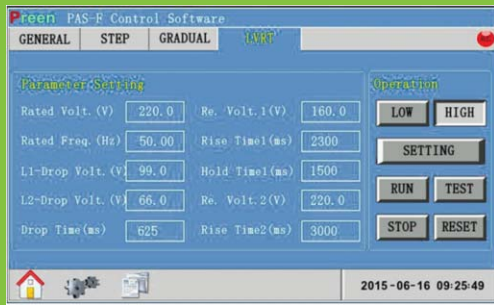 Preen PAS-F Control Software
GENERAL STEP GRADUAL LVRT
Parameter Setting
Operation
Rated Volt.(V) 220.0 Re. Volt.1(V) 160.0
LOW HIGH
Rated Freq.(Hz) 50.00 Rise Time1(ms) 2300
SETTING
L1-Drop Volt.(V) 99.0 Hold Time1(ms) 1500
L2-Drop Volt.(V) 66.0 Re. Volt.2(V) 220.0
RUN TEST
Drop Time(ms) 625 Rise Time2(ms) 3000
STOP RESET
2015-06-16 09:25:49